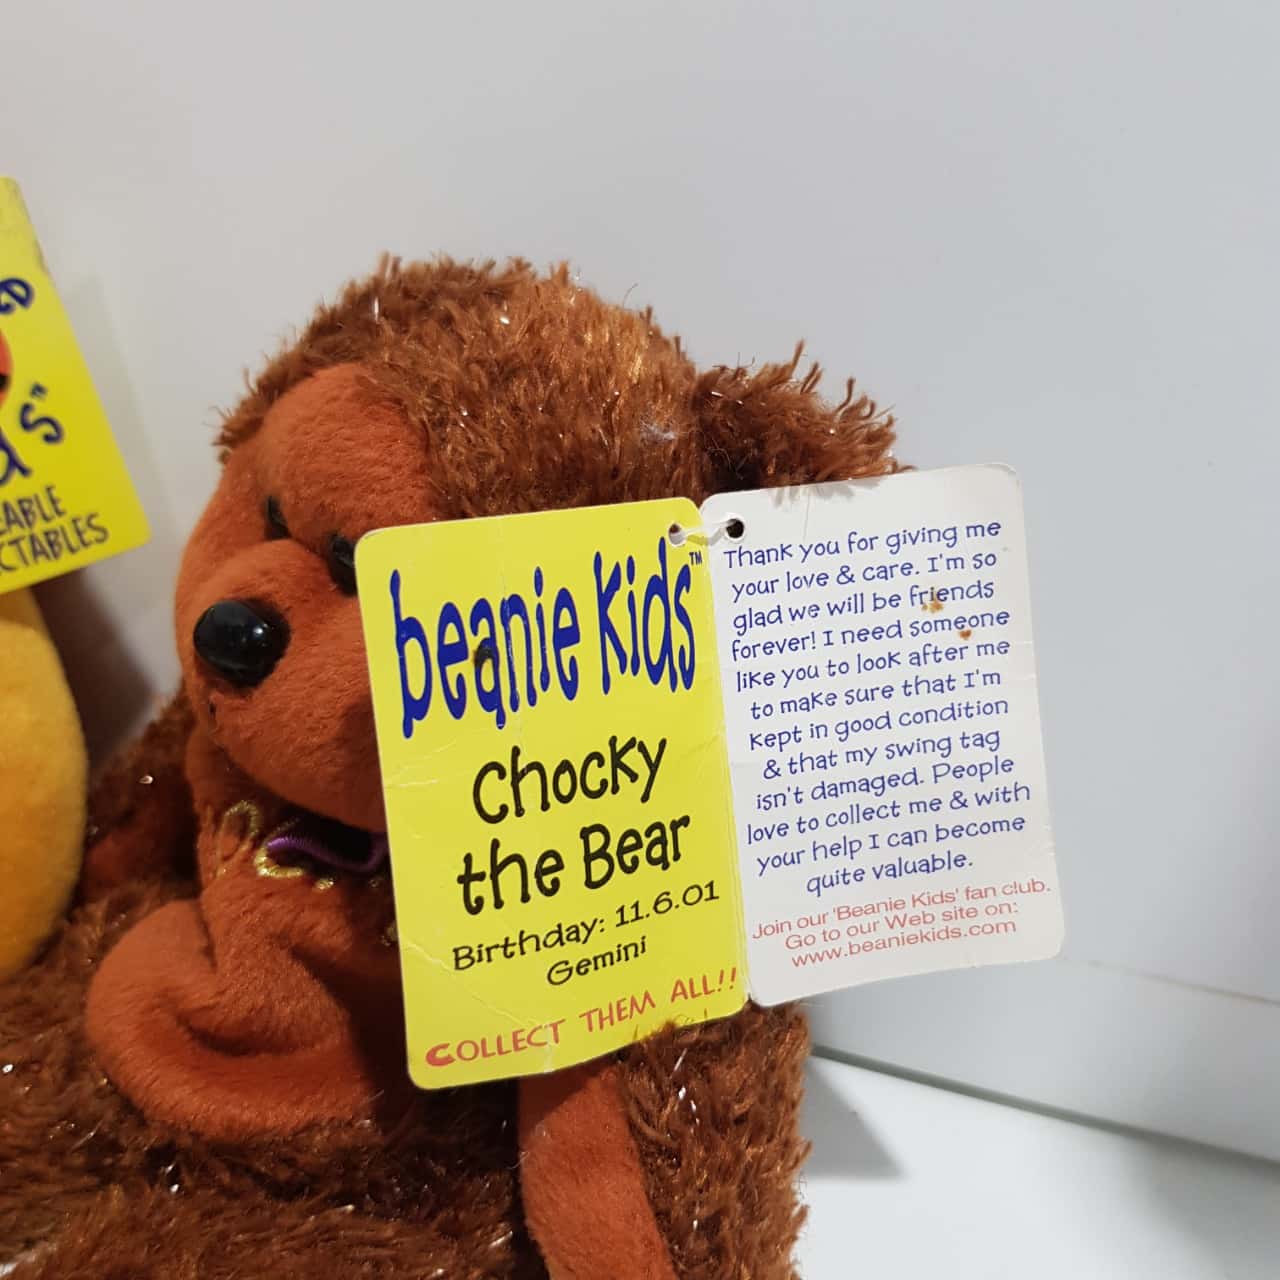 s"
CTABLES
beanie Kids™
Chocky
the Bear
Birthday: 11.6.01
Gemini
COLLECT THEM ALL!!
Thank you for giving me
your love & care. I'm so
glad we will be friends
forever! I need someone
like you to look after me
to make sure that I'm
kept in good condition
& that my swing tag
isn't damaged. People
love to collect me & with
your help I can become
quite valuable.
Join our 'Beanie Kids' fan club.
Go to our Web site on:
www.beaniekids.com